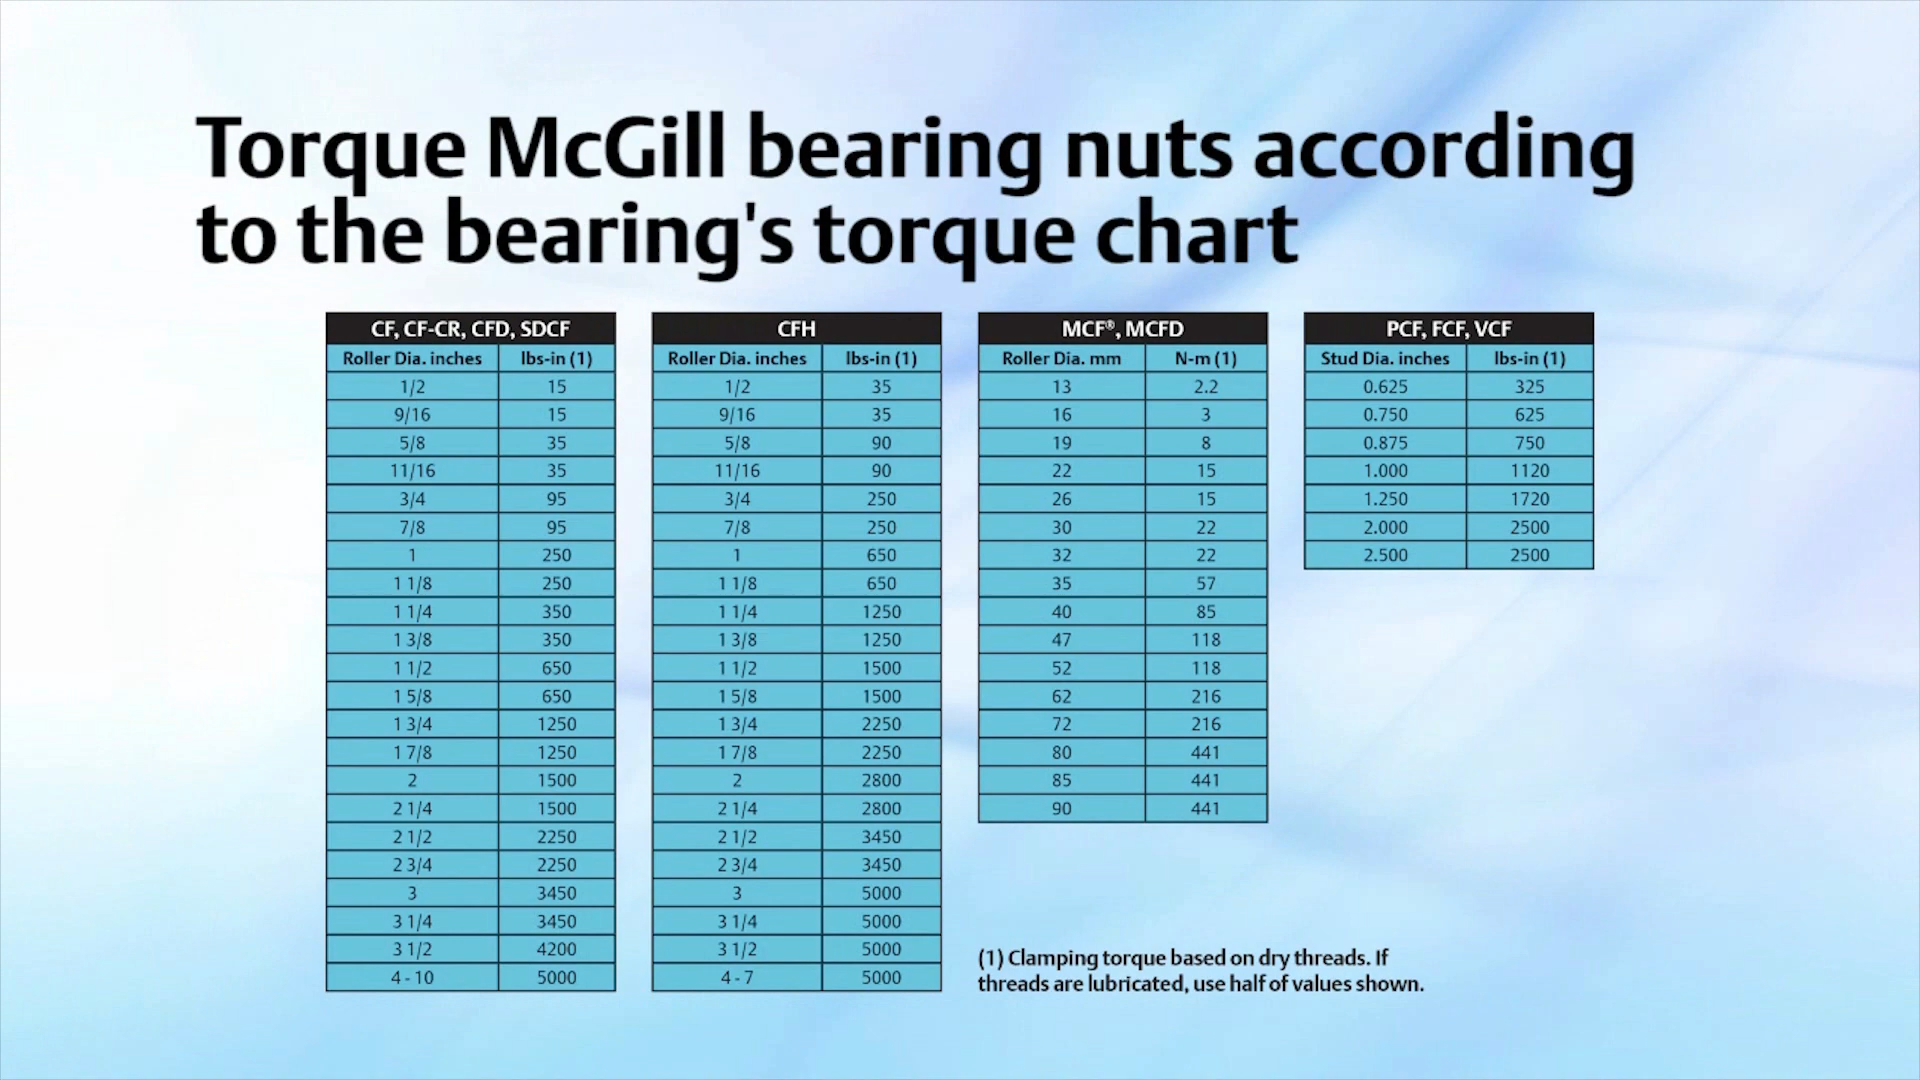 Torque McGill bearing nuts according
to the bearing's torque chart
CF, CF-CR, CFD, SDCF
Roller Dia. inches lbs-in (1)
1/2 15
9/16 15
5/8 35
11/16 35
3/4 95
7/8 95
1 250
1 1/8 250
1 1/4 350
1 3/8 350
1 1/2 650
1 5/8 650
1 3/4 1250
1 7/8 1250
2 1500
2 1/4 1500
2 1/2 2250
2 3/4 2250
3 3450
3 1/4 3450
3 1/2 4200
4 - 10 5000
CFH
Roller Dia. inches lbs-in (1)
1/2 35
9/16 35
5/8 90
11/16 90
3/4 250
7/8 250
1 650
1 1/8 650
1 1/4 1250
1 3/8 1250
1 1/2 1500
1 5/8 1500
1 3/4 2250
1 7/8 2250
2 2800
2 1/4 2800
2 1/2 3450
2 3/4 3450
3 5000
3 1/4 5000
3 1/2 5000
4 - 7 5000
MCF®, MCFD
Roller Dia. mm N-m (1)
13 2.2
16 3
19 8
22 15
26 15
30 22
32 22
35 57
40 85
47 118
52 118
62 216
72 216
80 441
85 441
90 441
PCF, FCF, VCF
Stud Dia. inches lbs-in (1)
0.625 325
0.750 625
0.875 750
1.000 1120
1.250 1720
2.000 2500
2.500 2500
(1) Clamping torque based on dry threads. If
threads are lubricated, use half of values shown.